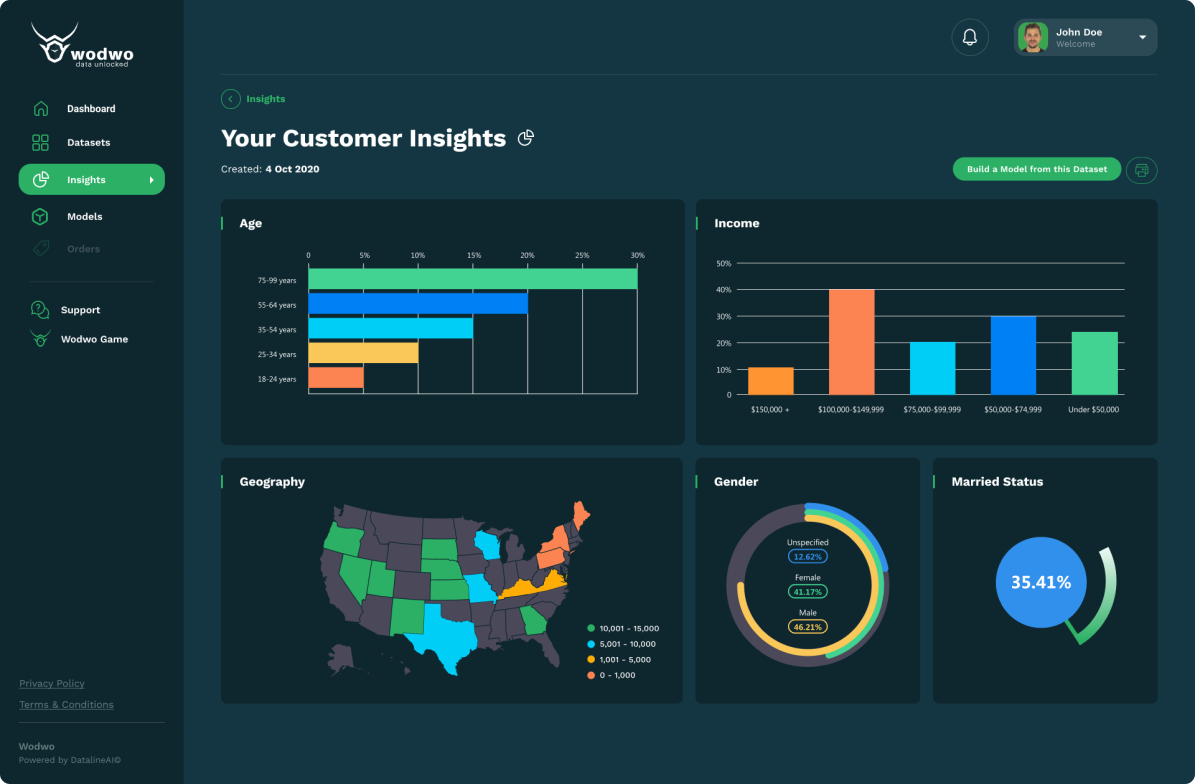 wodwo
data unlocked
Dashboard
Datasets
Insights
Models
Orders
Support
Wodwo Game
Privacy Policy
Terms & Conditions
Wodwo
Powered by DatalineAI©
John Doe
Welcome
Insights
Your Customer Insights
Created: 4 Oct 2020
Build a Model from this Dataset
Age
0 5% 10% 15% 20% 25% 30%
75-99 years
55-64 years
35-54 years
25-34 years
18-24 years
Income
50%
40%
30%
20%
10%
0
$150,000 + $100,000-$149,999 $75,000-$99,999 $50,000-$74,999 Under $50,000
Geography
10,001 - 15,000
5,001 - 10,000
1,001 - 5,000
0 - 1,000
Gender
Unspecified
12.62%
Female
41.17%
Male
46.21%
Married Status
35.41%